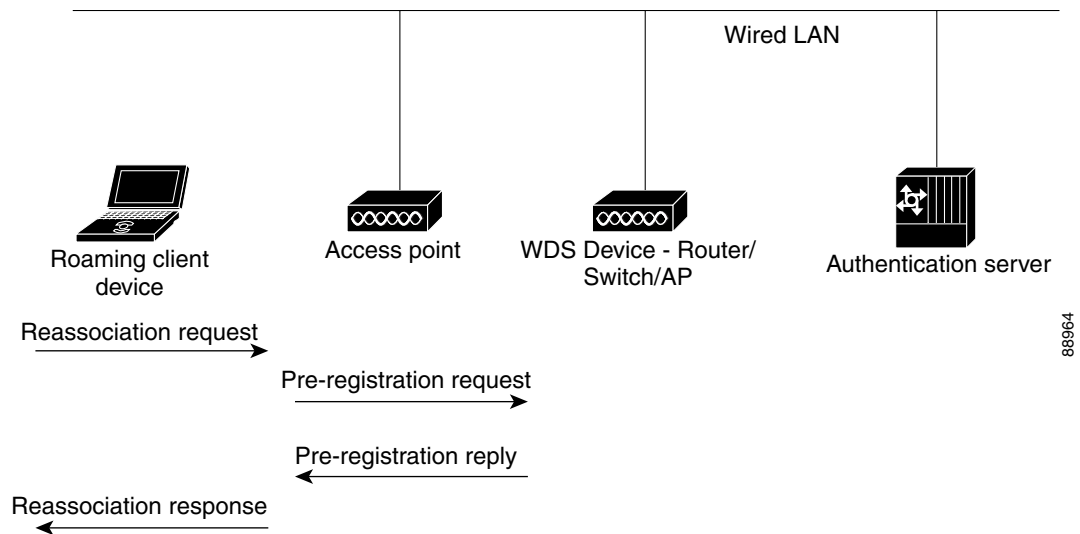 Wired LAN
Roaming client
device
Access point
WDS Device - Router/
Switch/AP
Authentication server
Reassociation request
Pre-registration request
Pre-registration reply
Reassociation response
88964